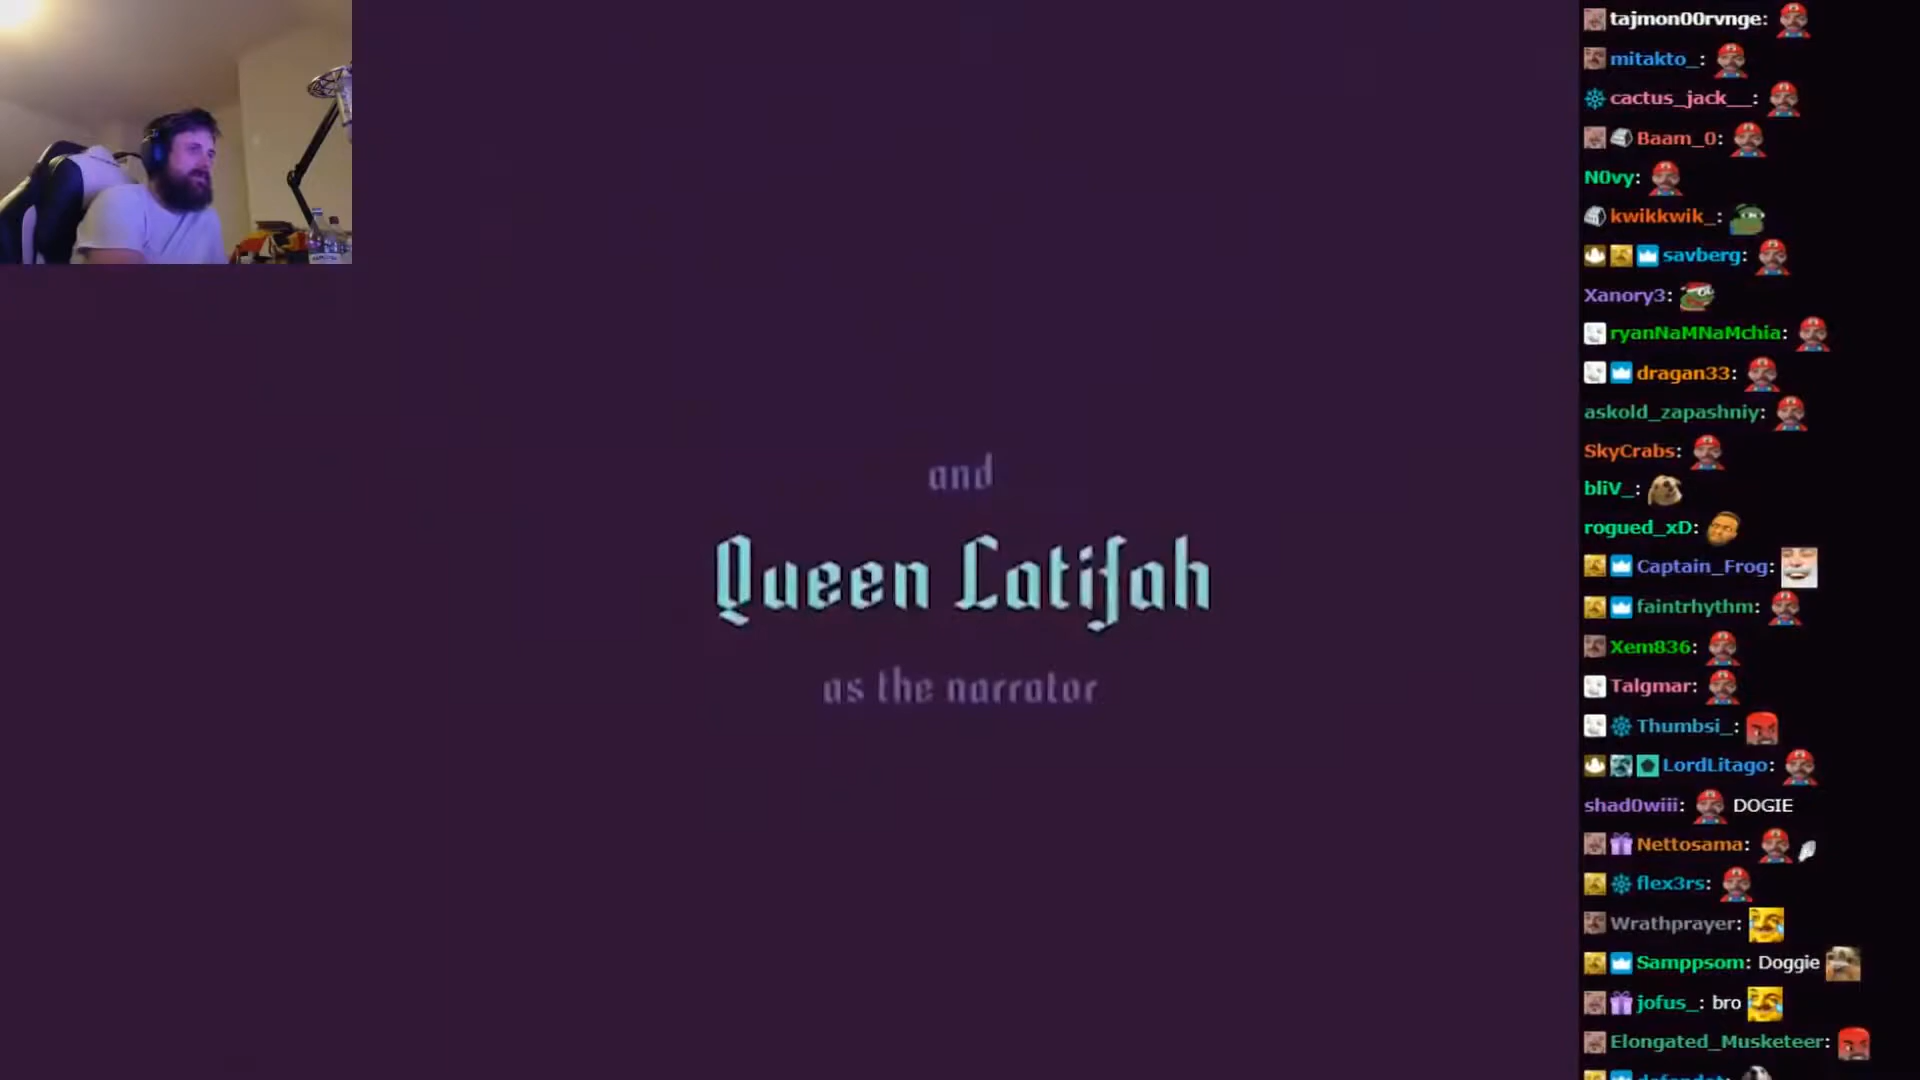 and
Queen Latifah
as the narrator
tajmon00rvnge:
mitakto_:
cactus_jack__:
Baam_0:
N0vy:
kwikkwik_:
savberg:
Xanory3:
ryanNaMNaMchia:
dragan33:
askold_zapashniy:
SkyCrabs:
bliV_:
rogued_xD:
Captain_Frog:
faintrhythm:
Xem836:
Talgmar:
Thumbsi_:
LordLitago:
shad0wiii: DOGIE
Nettosama:
flex3rs:
Wrathprayer:
Samppsom: Doggie
jofus_: bro
Elongated_Musketeer: